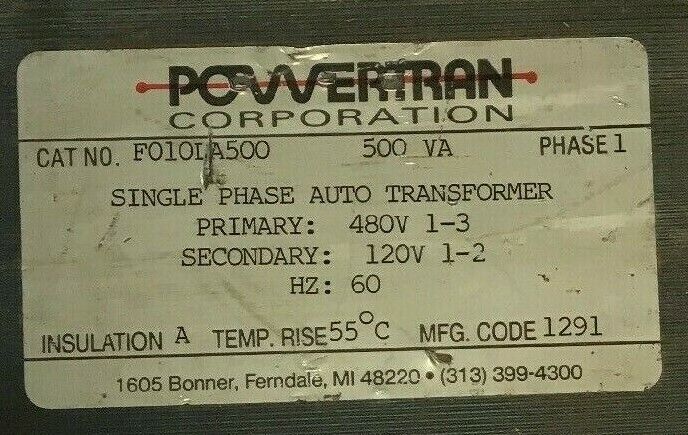 POWERTRAN
CORPORATION
CAT NO. F010LA500 500 VA PHASE 1
SINGLE PHASE AUTO TRANSFORMER
PRIMARY: 480V 1-3
SECONDARY: 120V 1-2
HZ: 60
INSULATION A TEMP. RISE 55°C MFG. CODE 1291
1605 Bonner, Ferndale, MI 48220 • (313) 399-4300